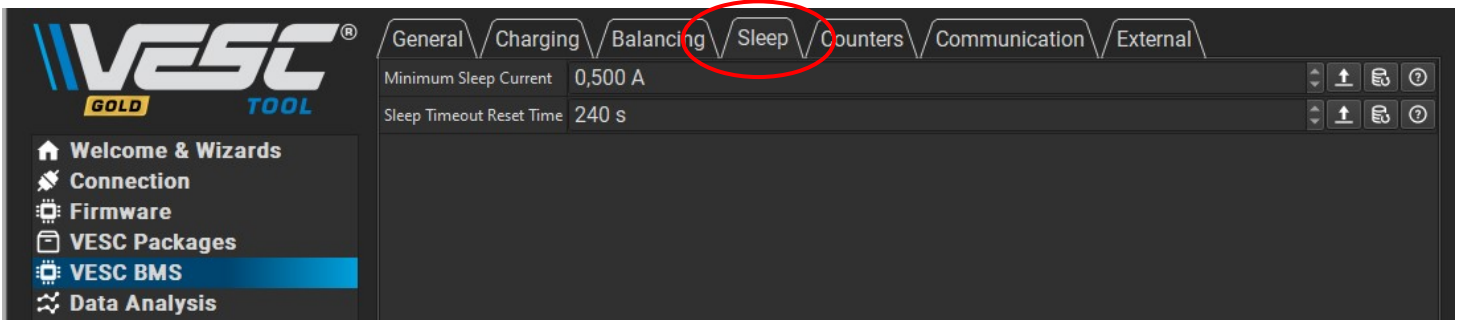 VESC®
GOLD TOOL
Welcome & Wizards
Connection
Firmware
VESC Packages
VESC BMS
Data Analysis
General Charging Balancing Sleep Counters Communication External
Minimum Sleep Current 0,500 A
Sleep Timeout Reset Time 240 s